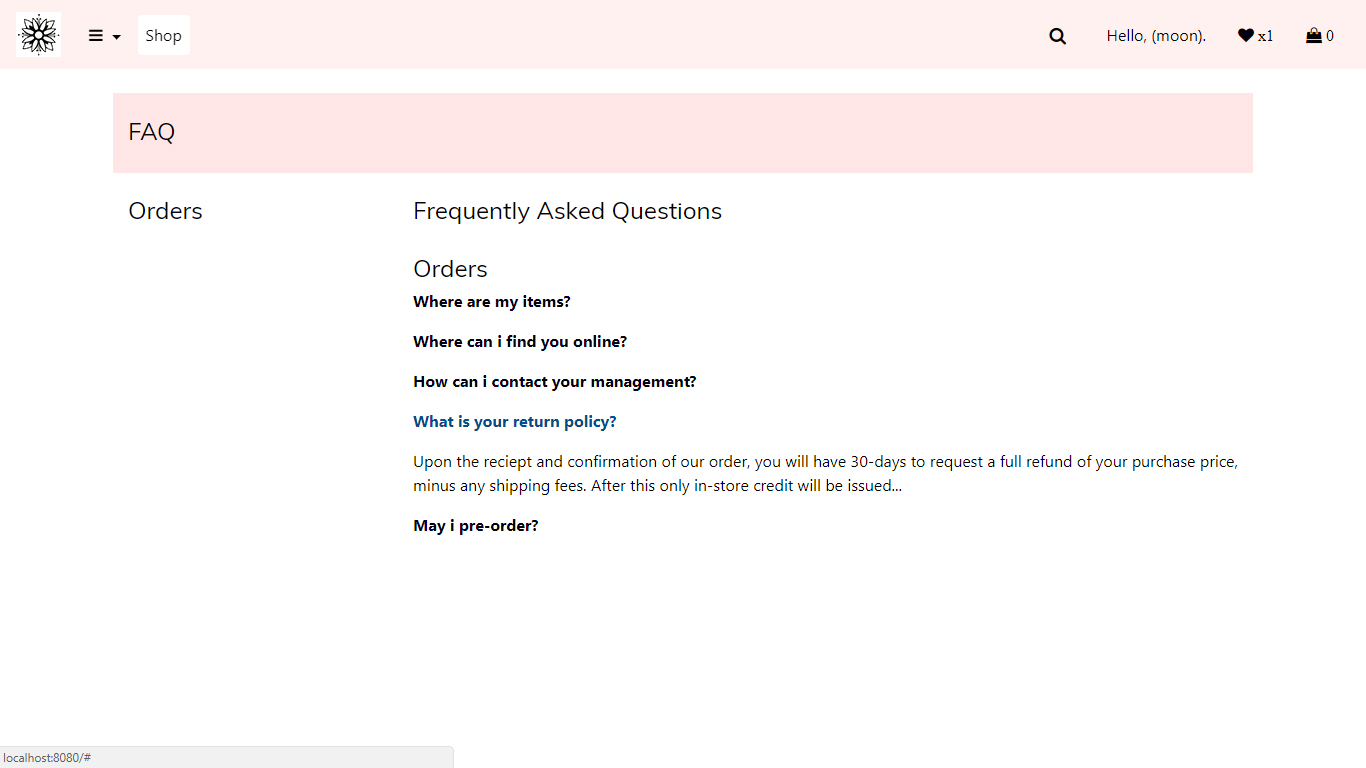 Shop
Hello, (moon).
x1
0
FAQ
Orders
Frequently Asked Questions
Orders
Where are my items?
Where can i find you online?
How can i contact your management?
What is your return policy?
Upon the reciept and confirmation of our order, you will have 30-days to request a full refund of your purchase price,
minus any shipping fees. After this only in-store credit will be issued...
May i pre-order?
localhost:8080/#